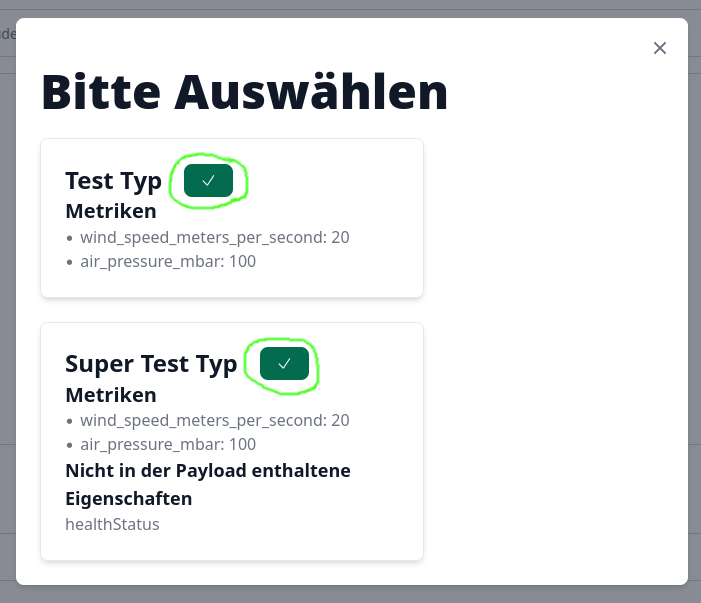 Bitte Auswählen
Test Typ
Metriken
• wind_speed_meters_per_second: 20
• air_pressure_mbar: 100
Super Test Typ
Metriken
• wind_speed_meters_per_second: 20
• air_pressure_mbar: 100
Nicht in der Payload enthaltene
Eigenschaften
healthStatus